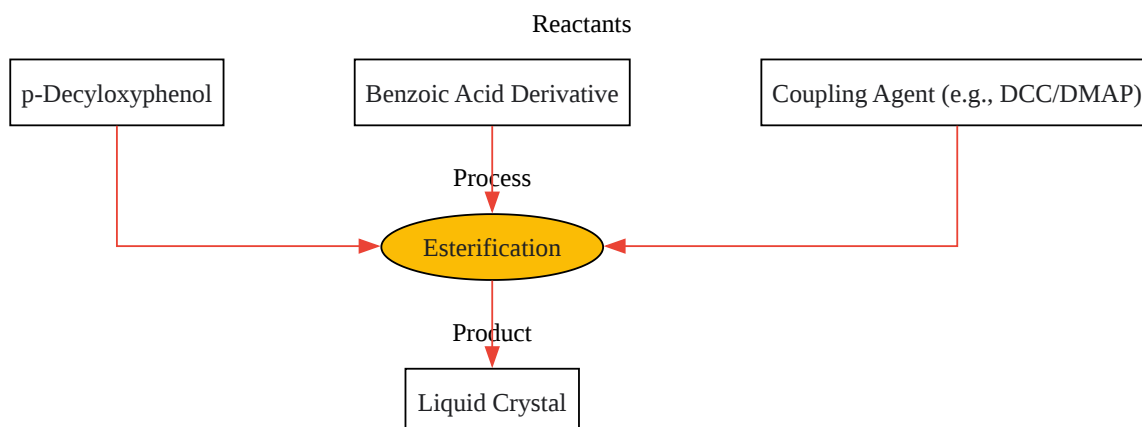 Reactants
p-Decyloxyphenol
Benzoic Acid Derivative
Coupling Agent (e.g., DCC/DMAP)
Process
Esterification
Product
Liquid Crystal